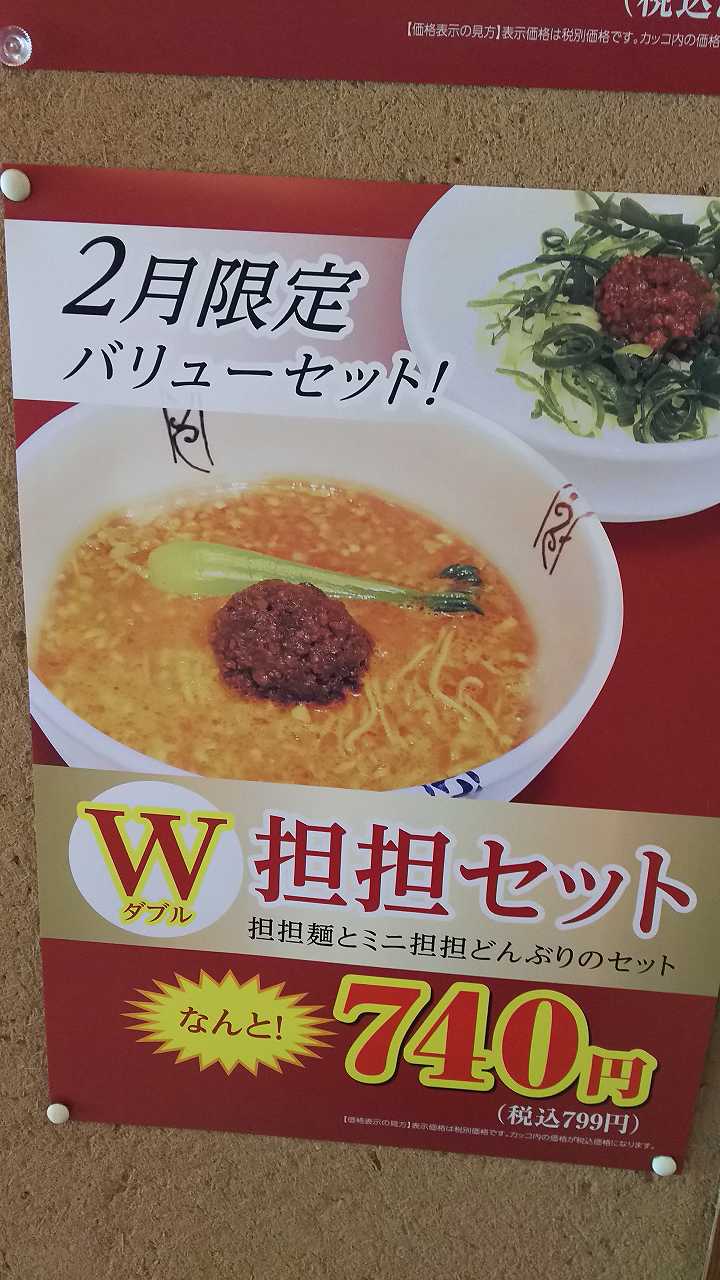 (税込
【価格表示の見方】表示価格は税別価格です。カッコ内の価格
2月限定
バリューセット!
W
ダブル
担担セット
担担麺とミニ担担どんぶりのセット
なんと!
740円
(税込799円)
【価格表示の見方】表示価格は税別価格です。カッコ内の価格が税込価格になります。